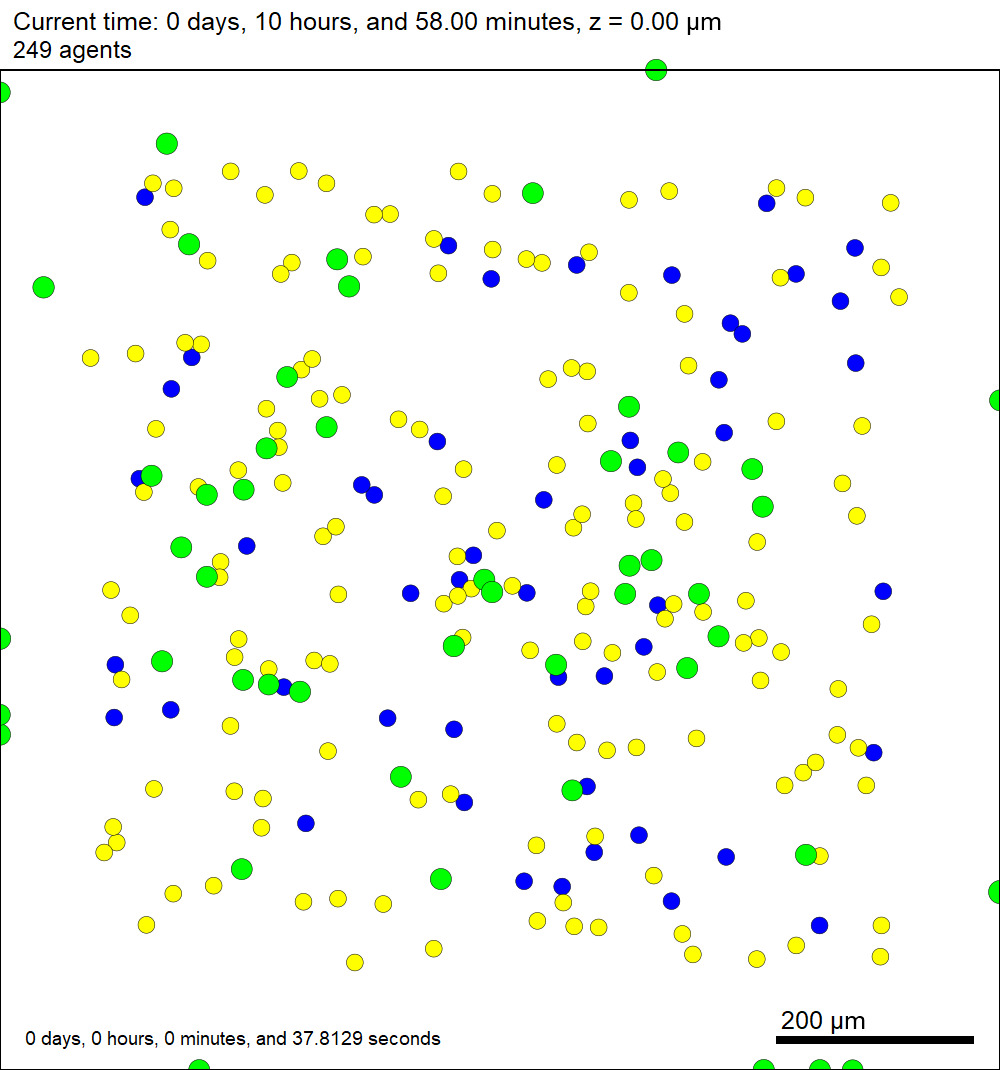 Current time: 0 days, 10 hours, and 58.00 minutes, z = 0.00 µm
249 agents
200 µm
0 days, 0 hours, 0 minutes, and 37.8129 seconds